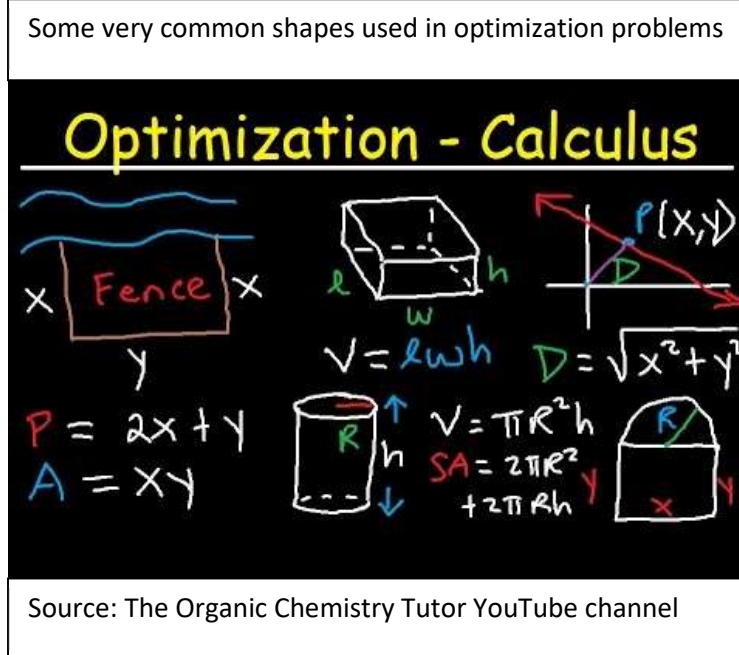 Some very common shapes used in optimization problems
Optimization - Calculus
x Fence x
y
P = 2x + y
A = xy
l
w
h
V = lwh
P(x,y)
D
D = √x²+y²
R
h
V = πR²h
SA = 2πR²
+2πRh
R
y
x
y
Source: The Organic Chemistry Tutor YouTube channel